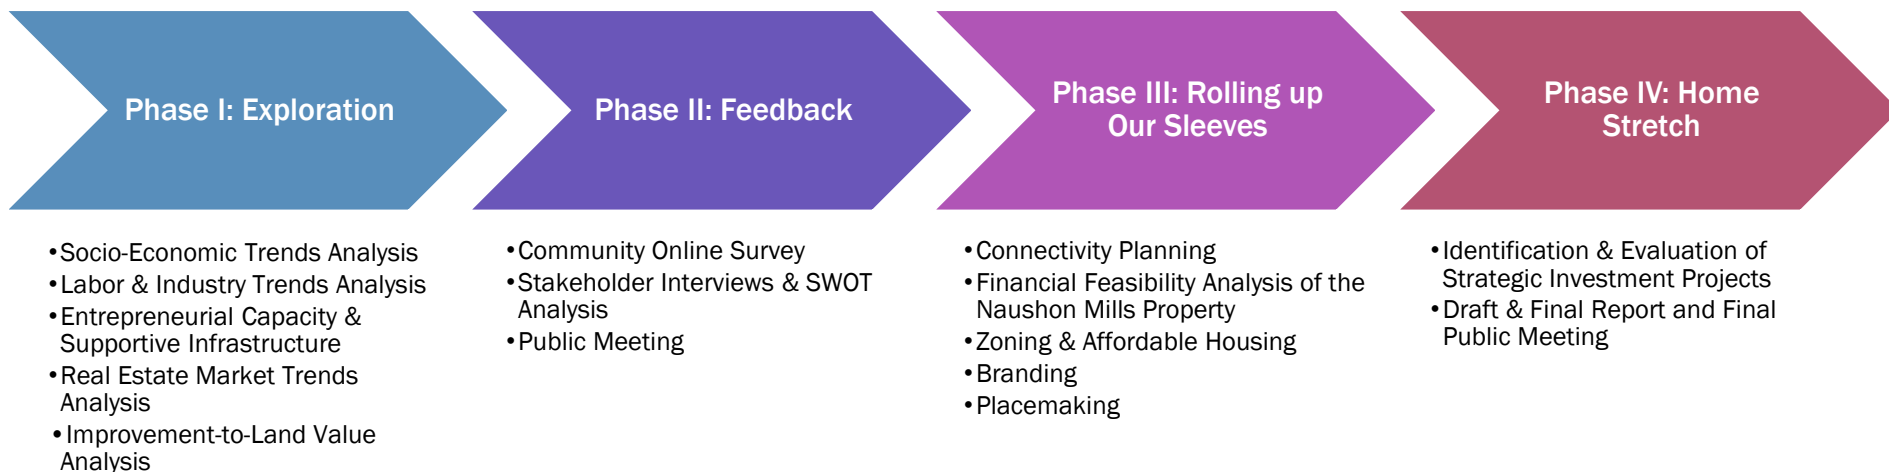 Phase I: Exploration
•Socio-Economic Trends Analysis
•Labor & Industry Trends Analysis
•Entrepreneurial Capacity &
Supportive Infrastructure
•Real Estate Market Trends
Analysis
•Improvement-to-Land Value
Analysis
Phase II: Feedback
•Community Online Survey
•Stakeholder Interviews & SWOT
Analysis
•Public Meeting
Phase III: Rolling up
Our Sleeves
•Connectivity Planning
•Financial Feasibility Analysis of the
Naushon Mills Property
•Zoning & Affordable Housing
•Branding
•Placemaking
Phase IV: Home
Stretch
•Identification & Evaluation of
Strategic Investment Projects
•Draft & Final Report and Final
Public Meeting